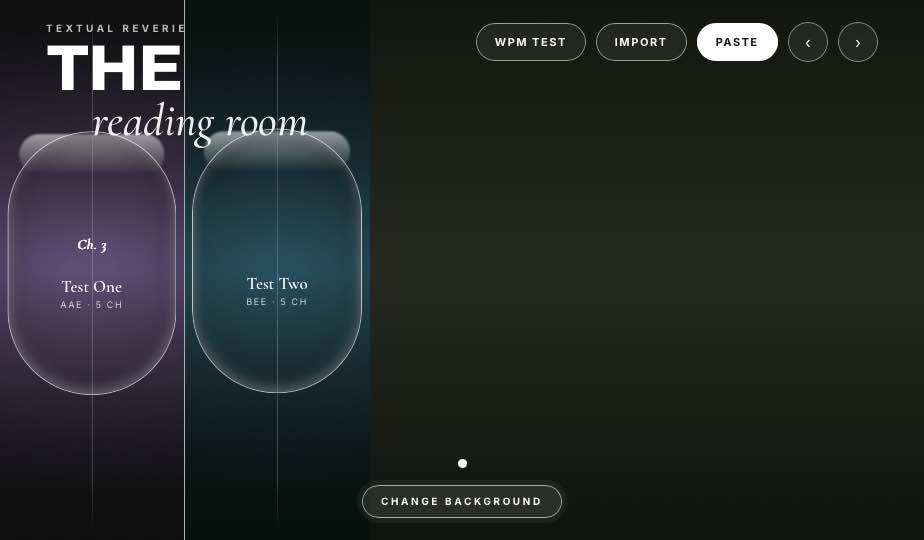 TEXTUAL REVERIE
THE
reading room
WPM TEST
IMPORT
PASTE
‹
›
Ch. 3
Test One
AAE · 5 CH
Test Two
BEE · 5 CH
CHANGE BACKGROUND